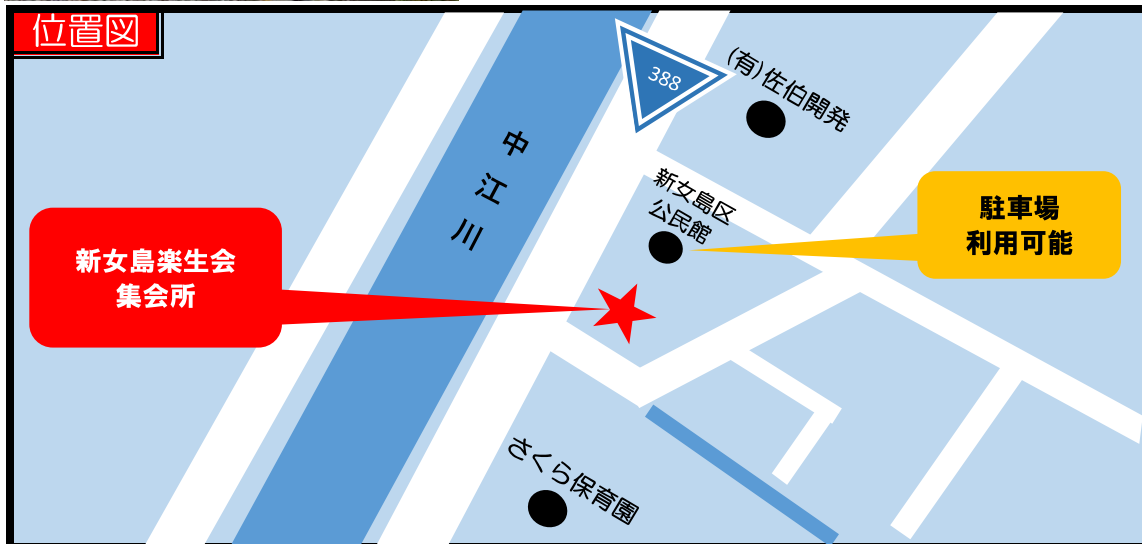 位置図
388
(有)佐伯開発
中江川
新女島区
公民館
駐車場
利用可能
新女島楽生会
集会所
さくら保育園